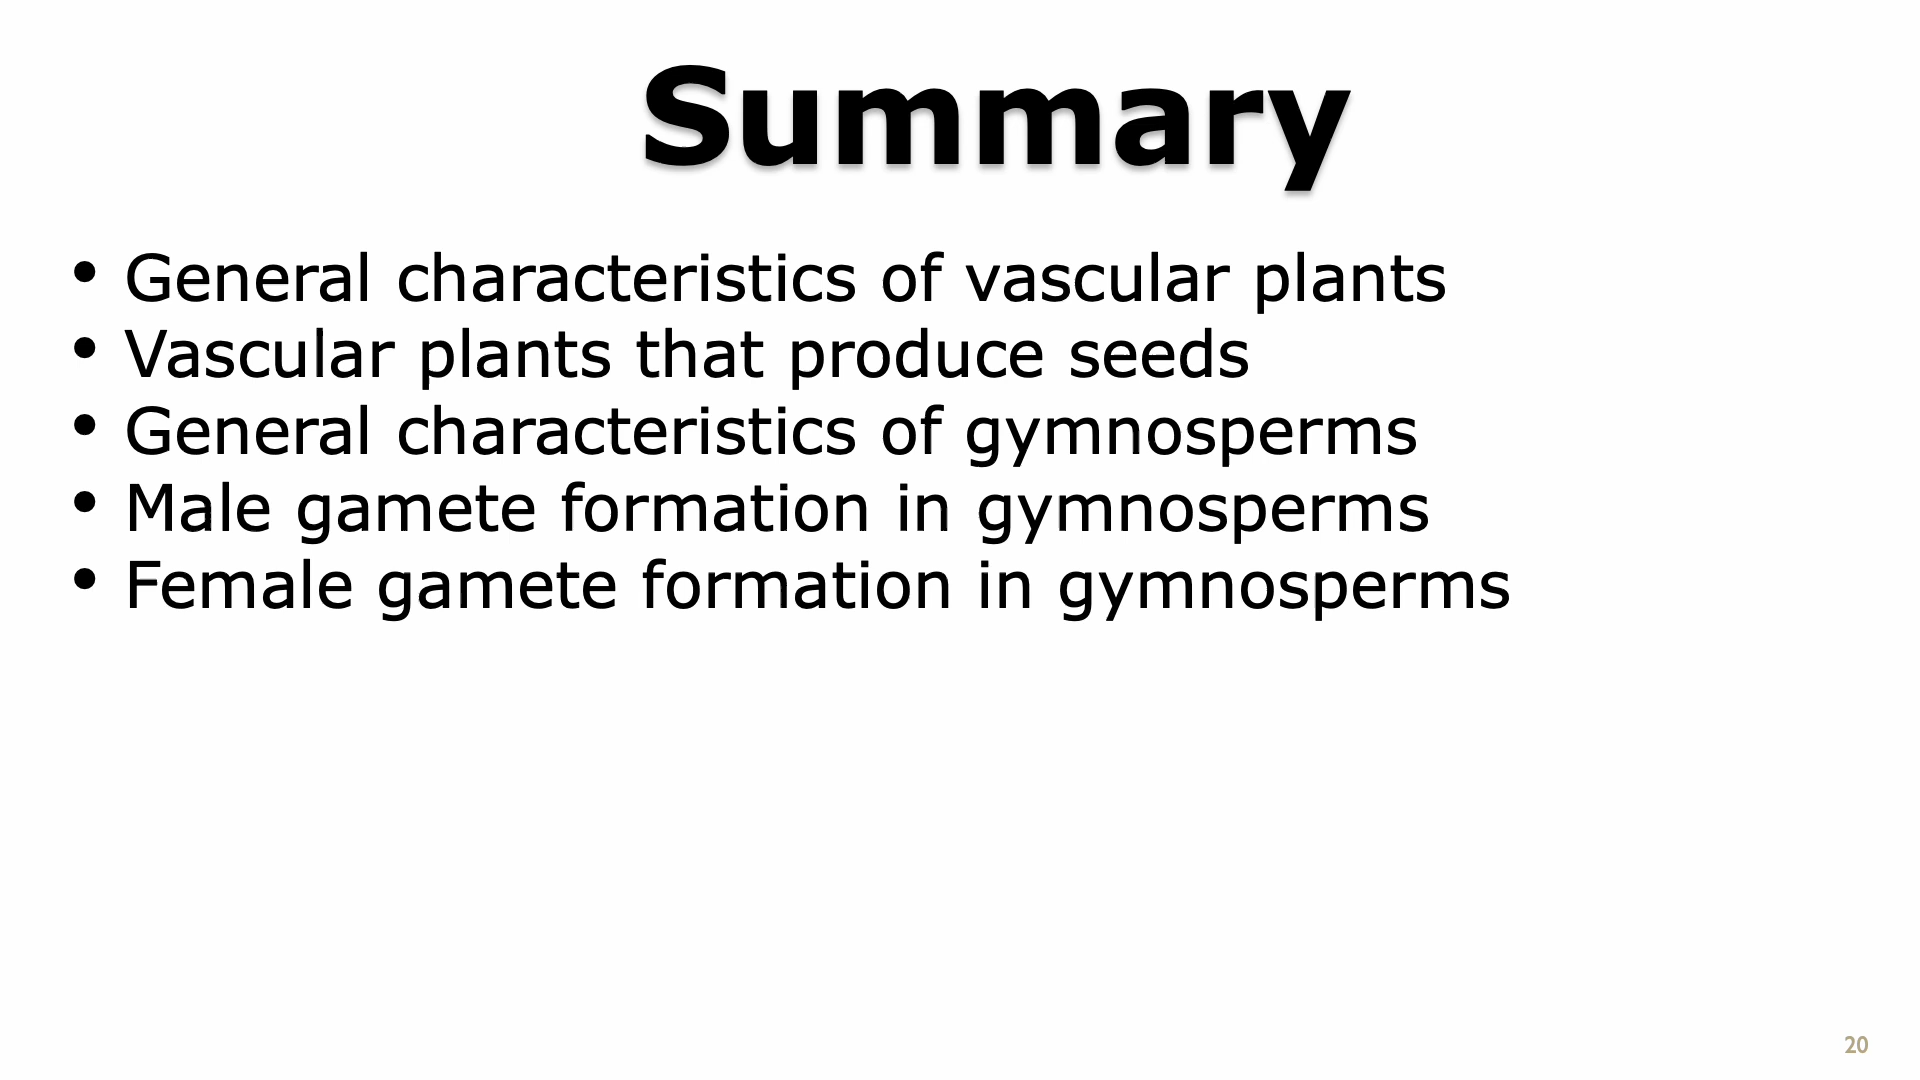 Summary
• General characteristics of vascular plants
• Vascular plants that produce seeds
• General characteristics of gymnosperms
• Male gamete formation in gymnosperms
• Female gamete formation in gymnosperms
20